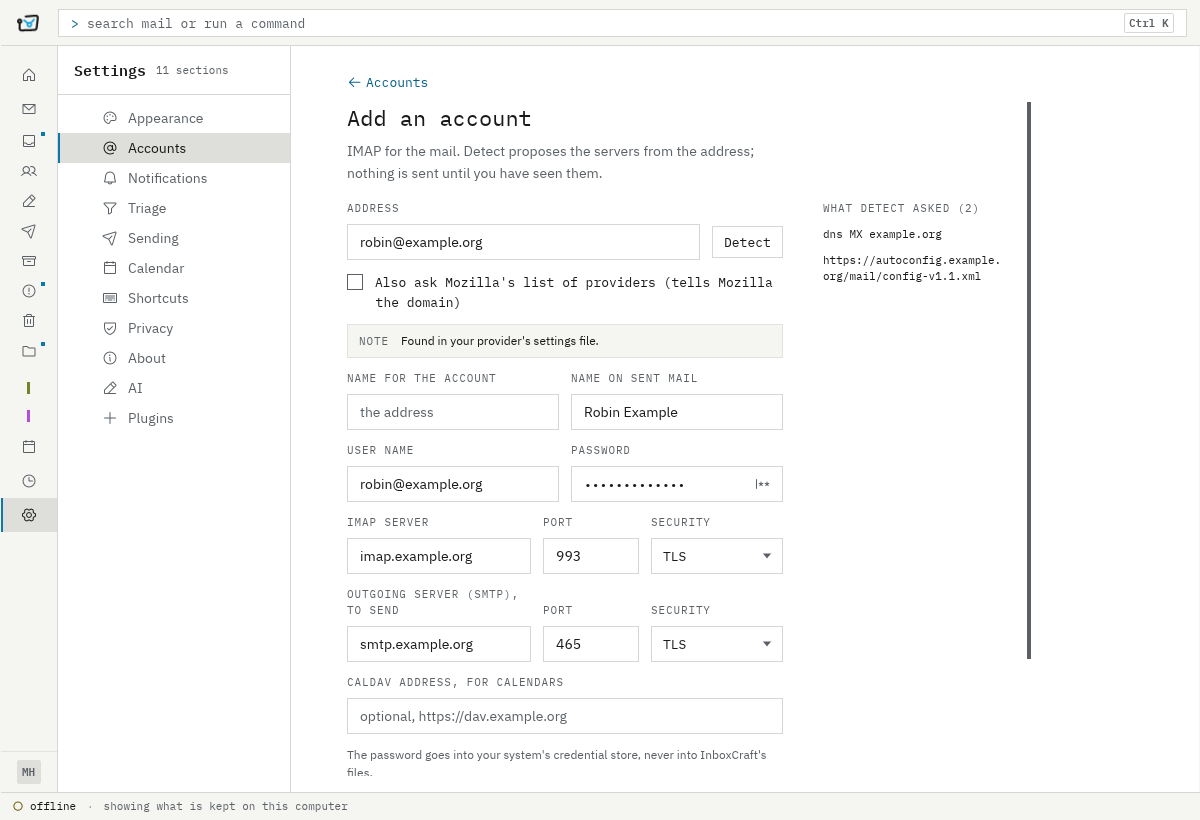 > search mail or run a command
Ctrl K
Settings 11 sections
Appearance
Accounts
Notifications
Triage
Sending
Calendar
Shortcuts
Privacy
About
AI
Plugins
MH
← Accounts
Add an account
IMAP for the mail. Detect proposes the servers from the address;
nothing is sent until you have seen them.
ADDRESS
robin@example.org
Detect
Also ask Mozilla's list of providers (tells Mozilla
the domain)
NOTE Found in your provider's settings file.
NAME FOR THE ACCOUNT NAME ON SENT MAIL
the address Robin Example
USER NAME PASSWORD
robin@example.org ••••••••••••• |**
IMAP SERVER PORT SECURITY
imap.example.org 993 TLS
OUTGOING SERVER (SMTP),
TO SEND PORT SECURITY
smtp.example.org 465 TLS
CALDAV ADDRESS, FOR CALENDARS
optional, https://dav.example.org
The password goes into your system's credential store, never into InboxCraft's
files.
WHAT DETECT ASKED (2)
dns MX example.org
https://autoconfig.example.
org/mail/config-v1.1.xml
offline · showing what is kept on this computer